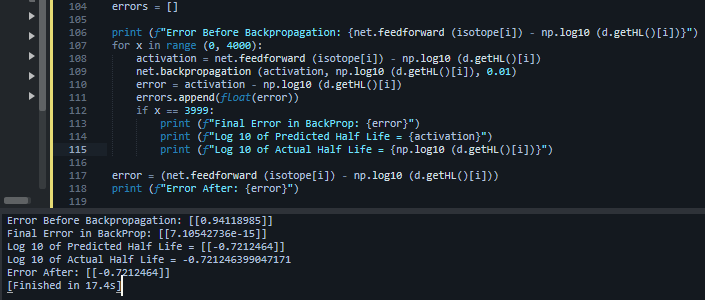 104 errors = []
105
106 print (f"Error Before Backpropagation: {net.feedforward (isotope[i]) - np.log10 (d.getHL()[i])}")
107 for x in range (0, 4000):
108 activation = net.feedforward (isotope[i]) - np.log10 (d.getHL()[i])
109 net.backpropagation (activation, np.log10 (d.getHL()[i]), 0.01)
110 error = activation - np.log10 (d.getHL()[i])
111 errors.append(float(error))
112 if x == 3999:
113 print (f"Final Error in BackProp: {error}")
114 print (f"Log 10 of Predicted Half Life = {activation}")
115 print (f"Log 10 of Actual Half Life = {np.log10 (d.getHL()[i])}")
116
117 error = (net.feedforward (isotope[i]) - np.log10 (d.getHL()[i]))
118 print (f"Error After: {error}")
119
Error Before Backpropagation: [[0.94118985]]
Final Error in BackProp: [[7.10542736e-15]]
Log 10 of Predicted Half Life = [[-0.7212464]]
Log 10 of Actual Half Life = -0.721246399047171
Error After: [[-0.7212464]]
[Finished in 17.4s]